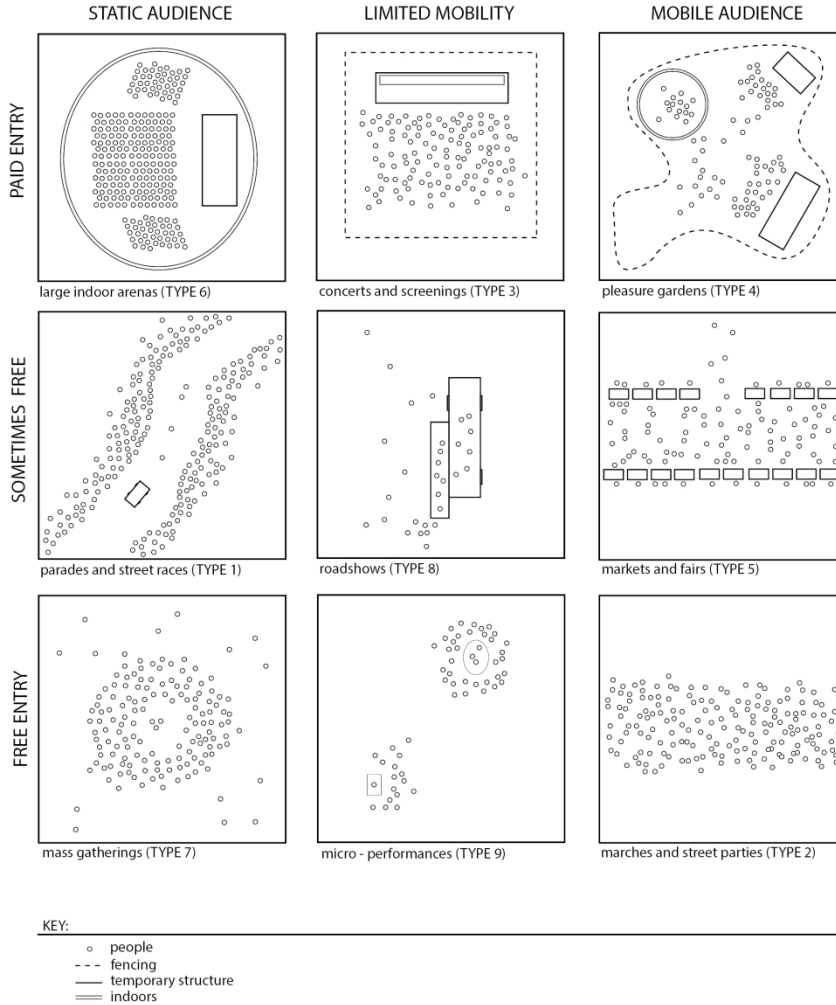 STATIC AUDIENCE
LIMITED MOBILITY
MOBILE AUDIENCE
PAID ENTRY
large indoor arenas (TYPE 6)
concerts and screenings (TYPE 3)
pleasure gardens (TYPE 4)
SOMETIMES FREE
parades and street races (TYPE 1)
roadshows (TYPE 8)
markets and fairs (TYPE 5)
FREE ENTRY
mass gatherings (TYPE 7)
micro - performances (TYPE 9)
marches and street parties (TYPE 2)
KEY:
people
fencing
temporary structure
indoors